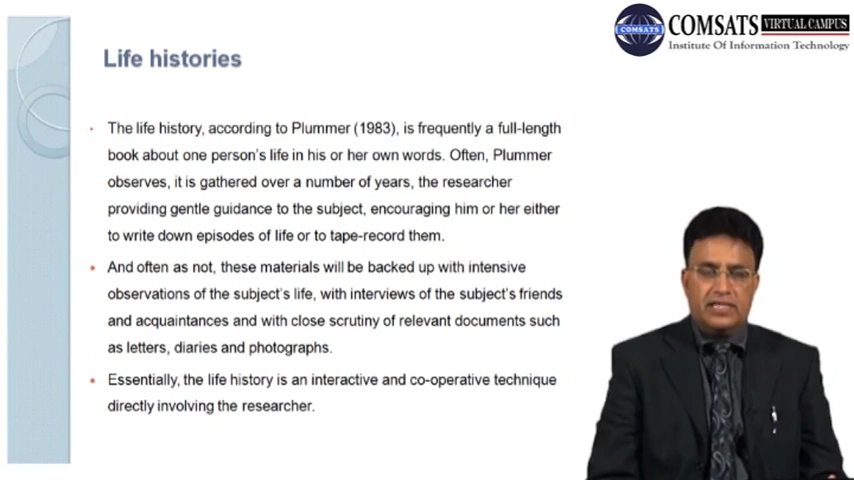 COMSATS
COMSATS VIRTUAL CAMPUS
Institute Of Information Technology
Life histories
The life history, according to Plummer (1983), is frequently a full-length
book about one person's life in his or her own words. Often, Plummer
observes, it is gathered over a number of years, the researcher
providing gentle guidance to the subject, encouraging him or her either
to write down episodes of life or to tape-record them.
And often as not, these materials will be backed up with intensive
observations of the subject's life, with interviews of the subject's friends
and acquaintances and with close scrutiny of relevant documents such
as letters, diaries and photographs.
Essentially, the life history is an interactive and co-operative technique
directly involving the researcher.